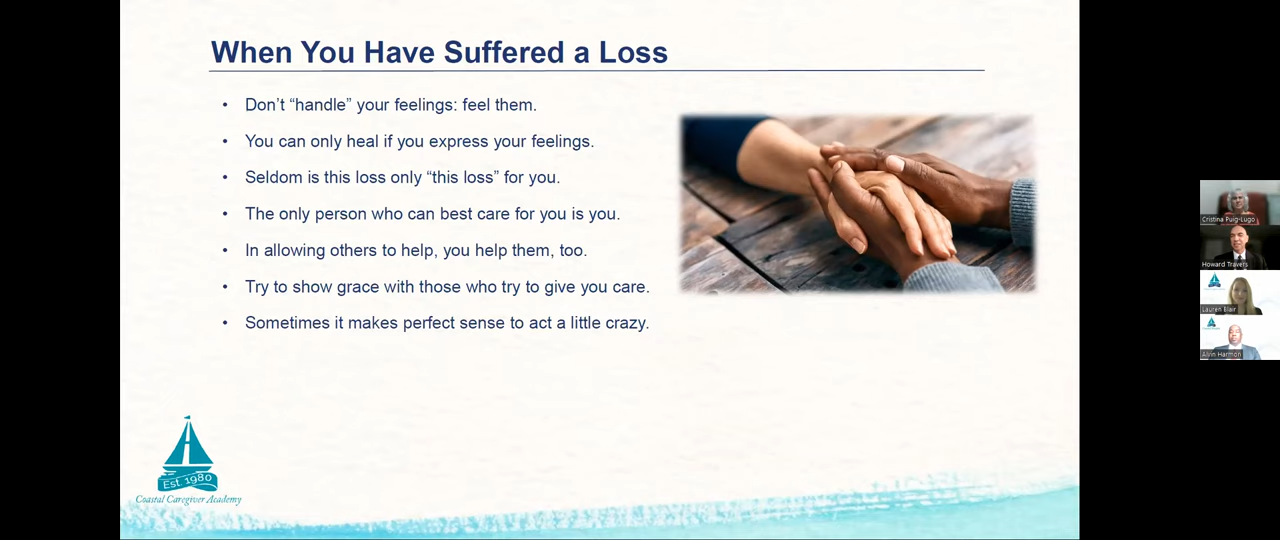 When You Have Suffered a Loss
• Don’t “handle” your feelings: feel them.
• You can only heal if you express your feelings.
• Seldom is this loss only “this loss” for you.
• The only person who can best care for you is you.
• In allowing others to help, you help them, too.
• Try to show grace with those who try to give you care.
• Sometimes it makes perfect sense to act a little crazy.
Est 1980
Coastal Caregiver Academy
Cristina Puig-Lugo
Howard Travers
Lauren Blair
Alvin Harmon